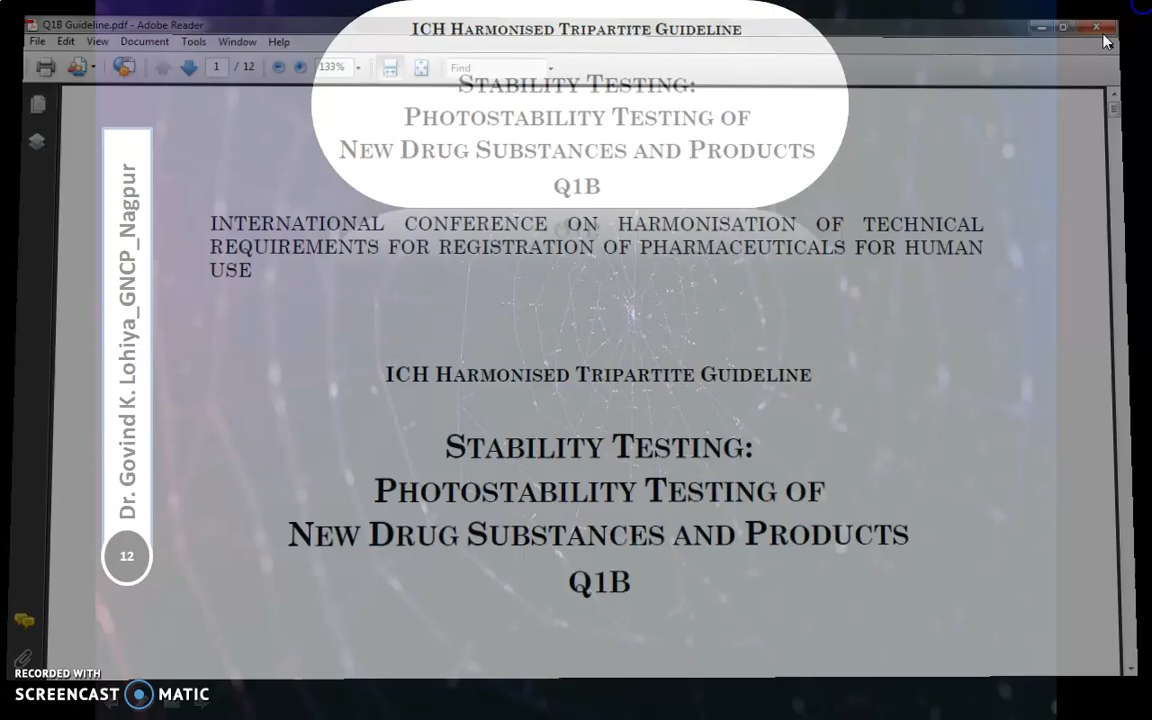 Q1B Guideline.pdf - Adobe Reader
File Edit View Document Tools Window Help
1 / 12 133% Find
ICH HARMONISED TRIPARTITE GUIDELINE
STABILITY TESTING:
PHOTOSTABILITY TESTING OF
NEW DRUG SUBSTANCES AND PRODUCTS
Q1B
INTERNATIONAL CONFERENCE ON HARMONISATION OF TECHNICAL
REQUIREMENTS FOR REGISTRATION OF PHARMACEUTICALS FOR HUMAN
USE
ICH HARMONISED TRIPARTITE GUIDELINE
STABILITY TESTING:
PHOTOSTABILITY TESTING OF
NEW DRUG SUBSTANCES AND PRODUCTS
Q1B
Dr. Govind K. Lohiya_GNCP_Nagpur
12
RECORDED WITH
SCREENCAST MATIC